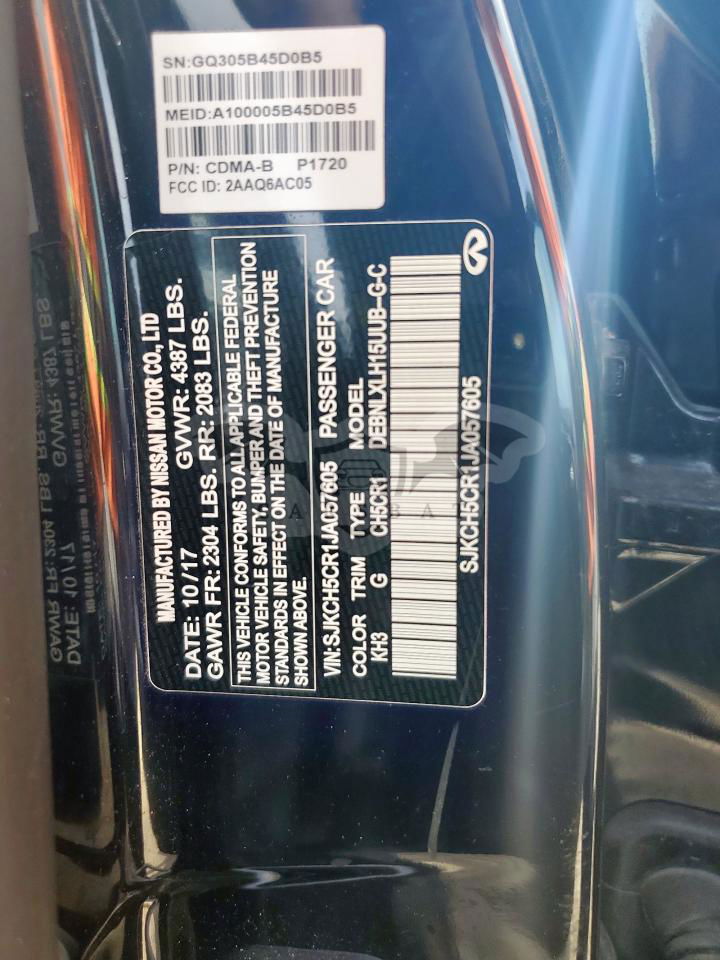 SN:GQ305B45D0B5
MEID:A100005B45D0B5
P/N: CDMA-B P1720
FCC ID: 2AAQ6AC05
MANUFACTURED BY NISSAN MOTOR CO., LTD
DATE: 10/17 GVWR: 4387 LBS.
GAWR FR: 2304 LBS. RR: 2083 LBS.
THIS VEHICLE CONFORMS TO ALL APPLICABLE FEDERAL
MOTOR VEHICLE SAFETY, BUMPER AND THEFT PREVENTION
STANDARDS IN EFFECT ON THE DATE OF MANUFACTURE
SHOWN ABOVE.
VIN:SJKCH5CR1JA057605 PASSENGER CAR
COLOR TRIM TYPE MODEL
KH3 G CH5CR1 DEBNLXLH15UUB-G-C
SJKCH5CR1JA057605